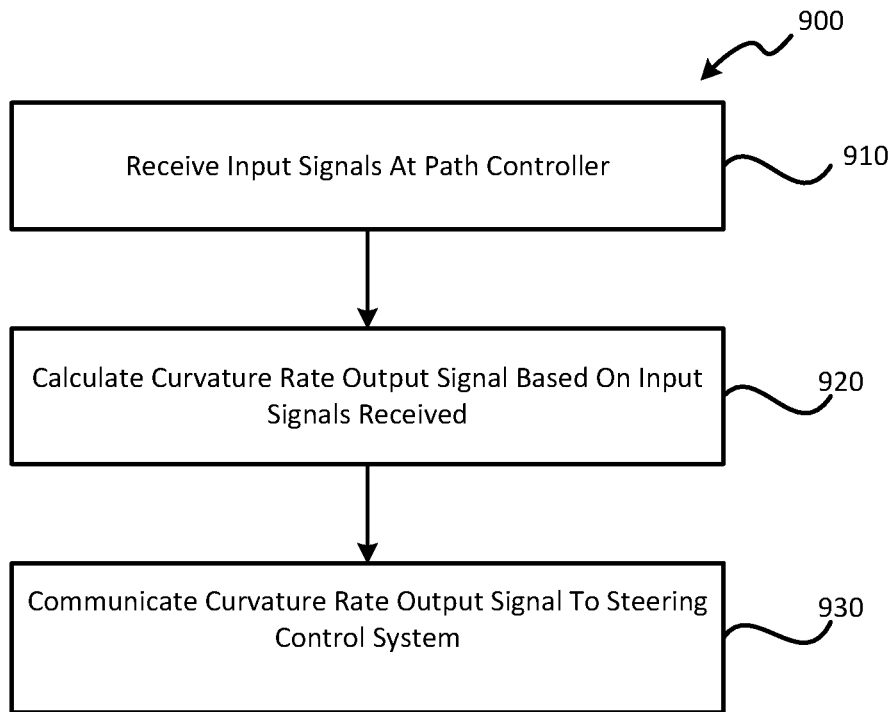 900
Receive Input Signals At Path Controller
910
Calculate Curvature Rate Output Signal Based On Input
Signals Received
920
Communicate Curvature Rate Output Signal To Steering
Control System
930